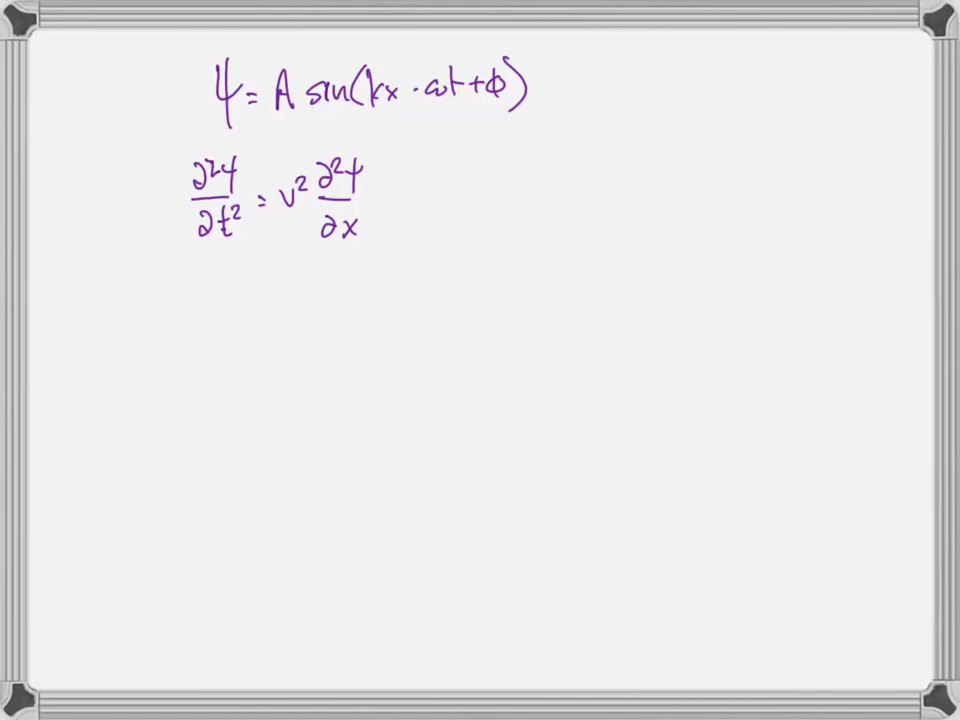 ψ = A sin(kx - ωt + φ)
∂²ψ/∂t² = v² ∂²ψ/∂x